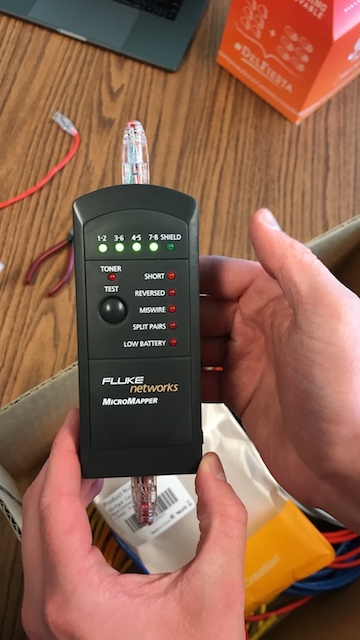 #DELFIESTA
1-2 3-6 4-5 7-8 SHIELD
TONER
SHORT
TEST
REVERSED
MISWIRE
SPLIT PAIRS
LOW BATTERY
FLUKE
networks
MICROMAPPER